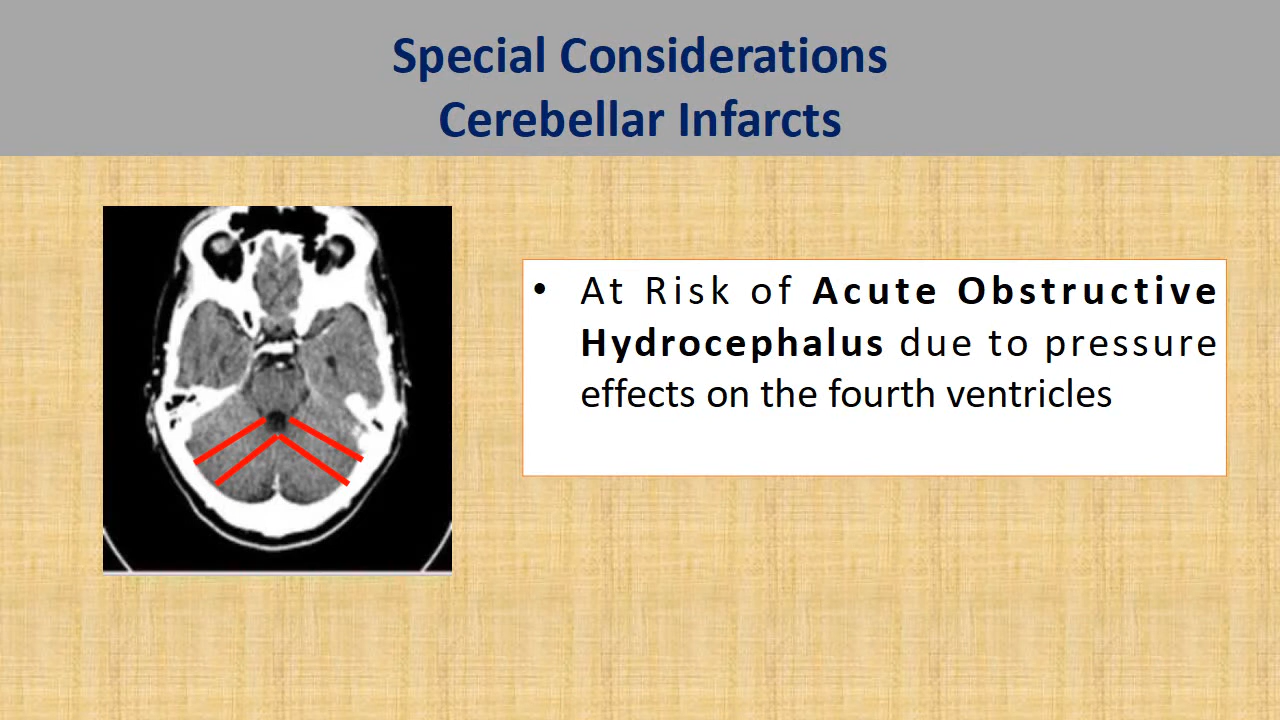 Special Considerations
Cerebellar Infarcts
• At Risk of Acute Obstructive
Hydrocephalus due to pressure
effects on the fourth ventricles